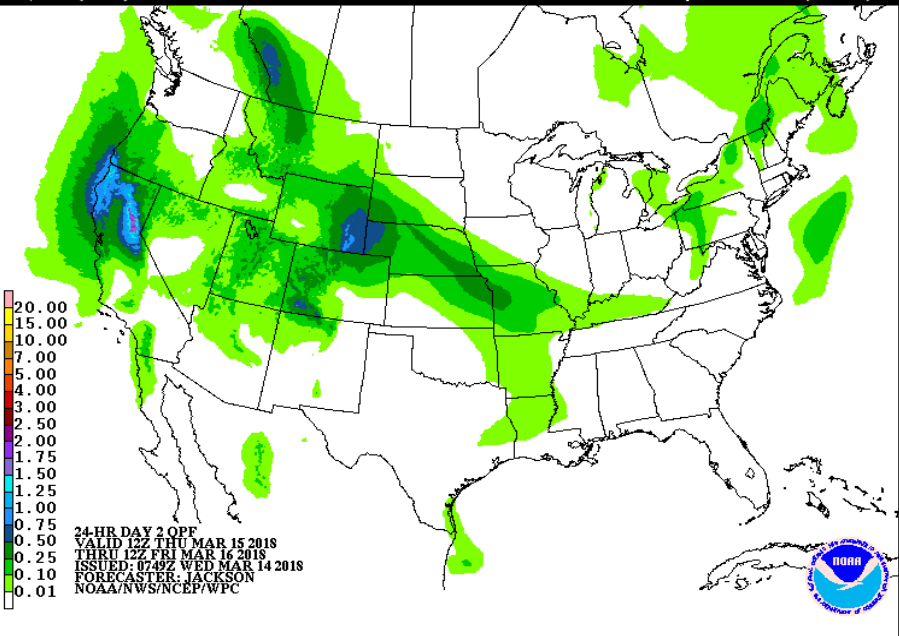 20.00
15.00
10.00
7.00
5.00
4.00
3.00
2.50
2.00
1.75
1.50
1.25
1.00
0.75
0.50
0.25
0.10
0.01
24-HR DAY 2 QPF
VALID 12Z THU MAR 15 2018
THRU 12Z FRI MAR 16 2018
ISSUED: 0749Z WED MAR 14 2018
FORECASTER: JACKSON
NOAA/NWS/NCEP/WPC
NOAA